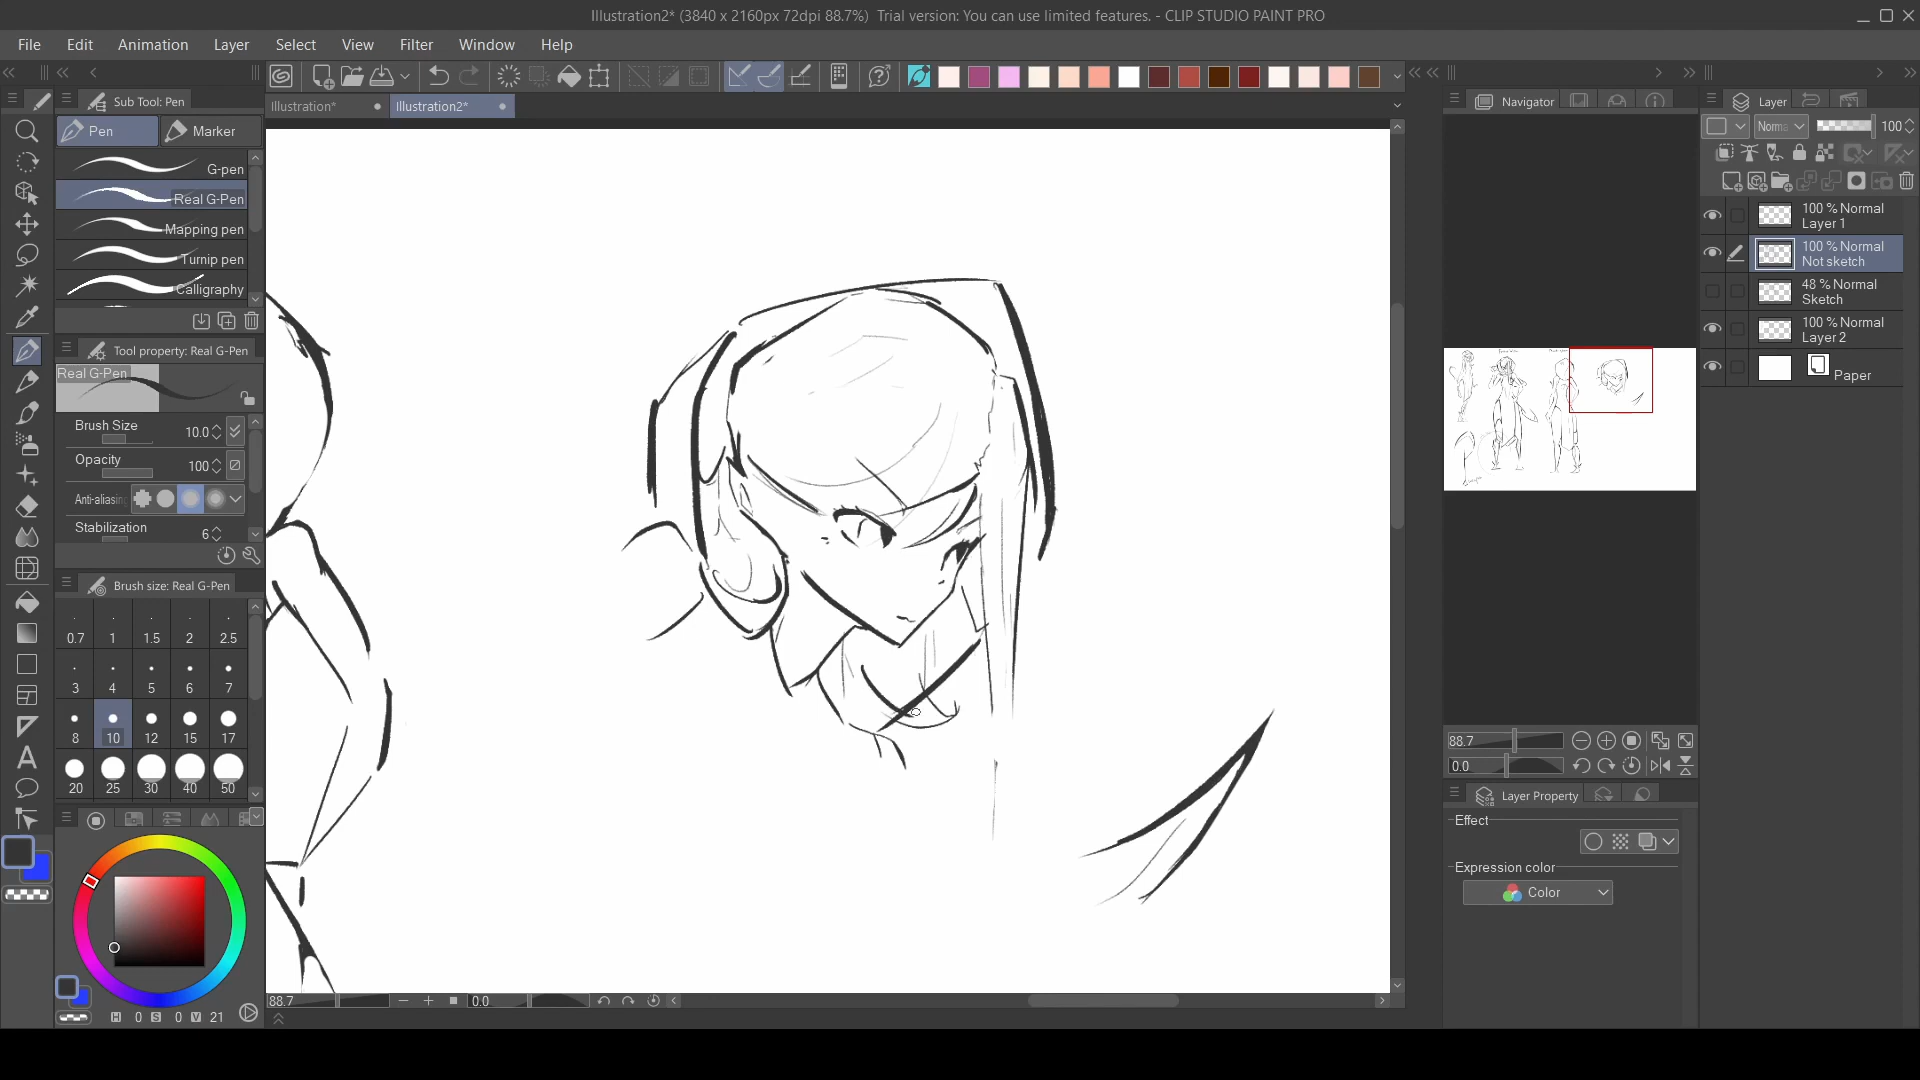 Illustration2* (3840 x 2160px 72dpi 88.7%)  Trial version: You can use limited features. - CLIP STUDIO PAINT PRO
File Edit Animation Layer Select View Filter Window Help
Illustration* Illustration2*
Sub Tool: Pen
Pen Marker
G-pen
Real G-Pen
Mapping pen
Turnip pen
Calligraphy
Tool property: Real G-Pen
Real G-Pen
Brush Size 10.0
Opacity 100
Anti-aliasing
Stabilization 6
Brush size: Real G-Pen
0.7 1 1.5 2 2.5
3 4 5 6 7
8 10 12 15 17
20 25 30 40 50
H 0 S 0 V 21
88.7 0.0
Navigator
88.7
0.0
Layer Property
Effect
Expression color
Color
Layer
Norma 100
100 % Normal
Layer 1
100 % Normal
Not sketch
48 % Normal
Sketch
100 % Normal
Layer 2
Paper